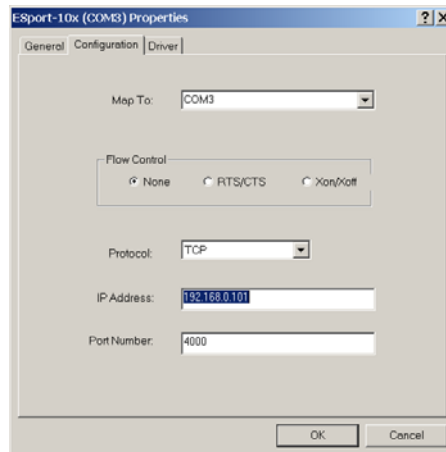 ESport-10x (COM3) Properties
General Configuration Driver
Map To: COM3
Flow Control
None RTS/CTS Xon/Xoff
Protocol: TCP
IP Address: 192.168.0.101
Port Number: 4000
OK Cancel